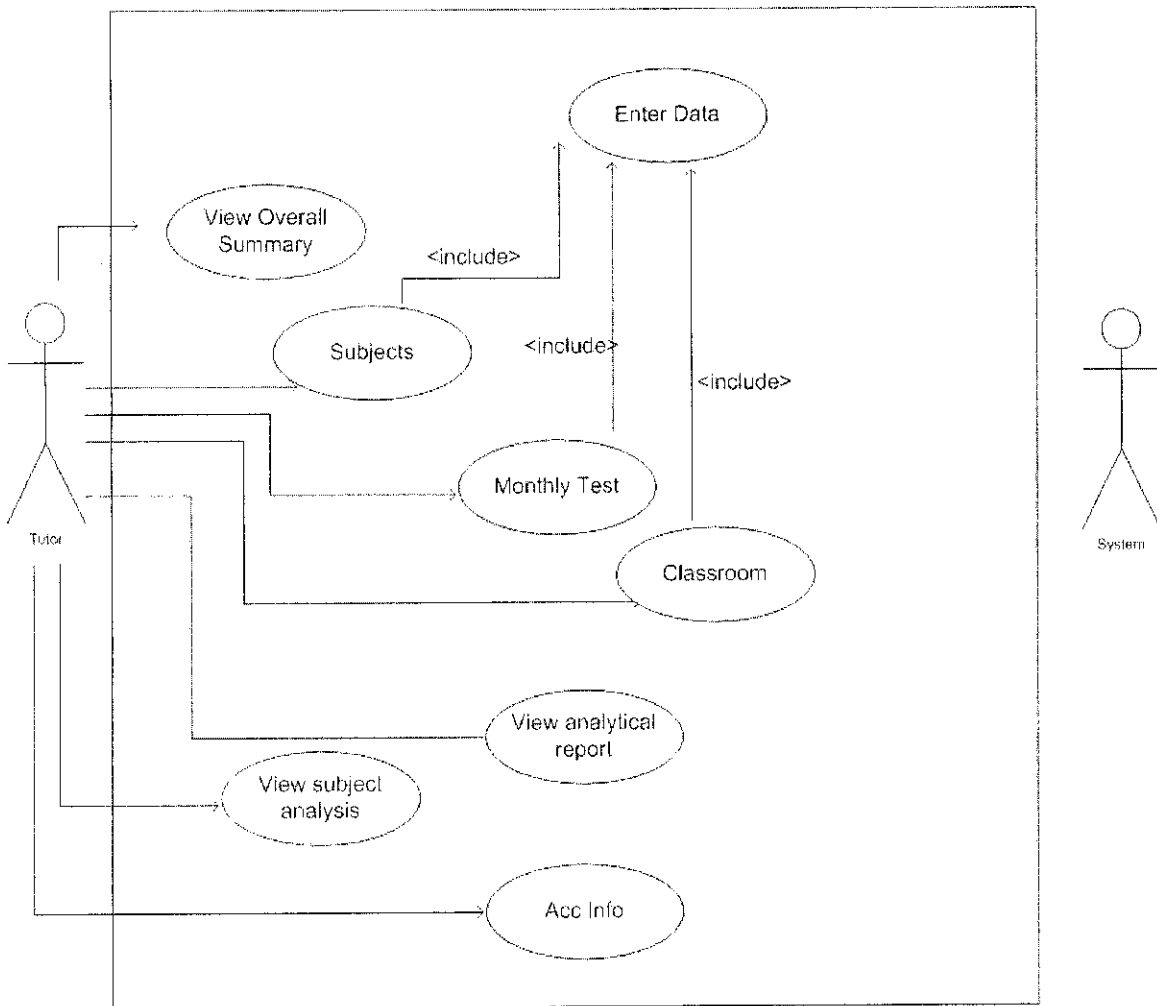 Enter Data
View Overall
Summary
<include>
Subjects
<include>
<include>
Monthly Test
Tutor
System
Classroom
View analytical
report
View subject
analysis
Acc Info